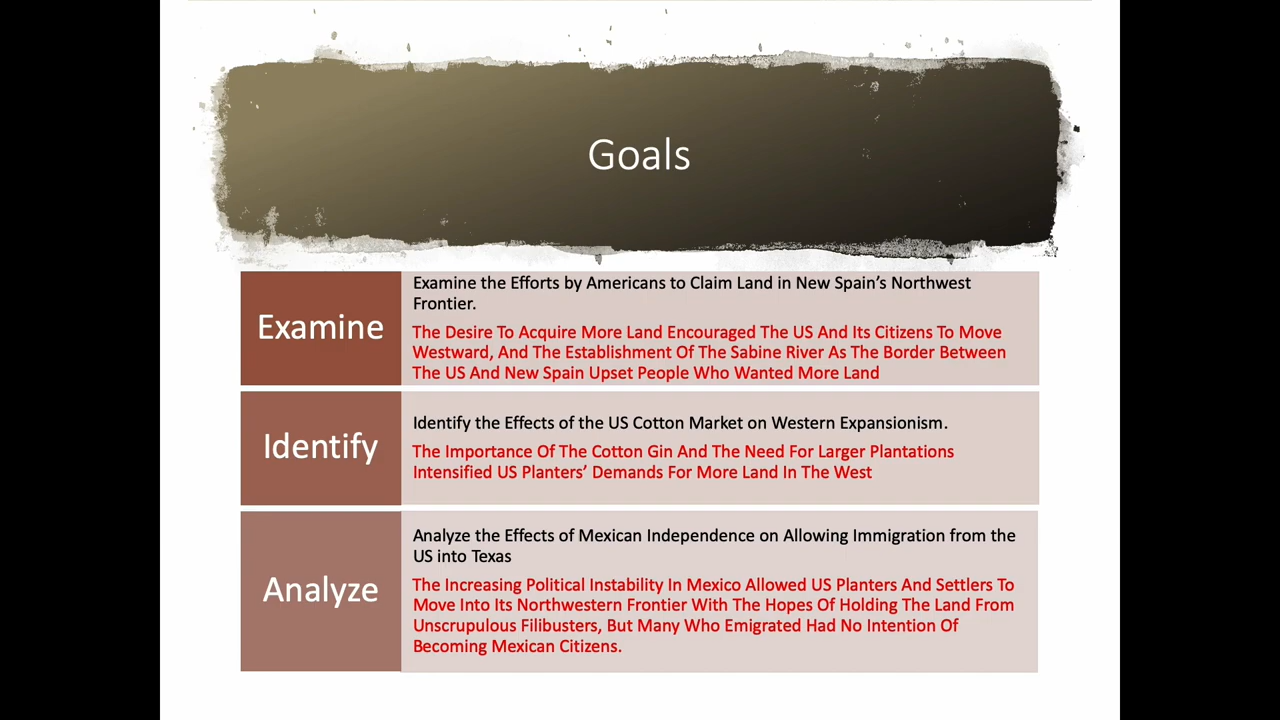 Goals
Examine
Examine the Efforts by Americans to Claim Land in New Spain’s Northwest
Frontier.
The Desire To Acquire More Land Encouraged The US And Its Citizens To Move
Westward, And The Establishment Of The Sabine River As The Border Between
The US And New Spain Upset People Who Wanted More Land
Identify
Identify the Effects of the US Cotton Market on Western Expansionism.
The Importance Of The Cotton Gin And The Need For Larger Plantations
Intensified US Planters’ Demands For More Land In The West
Analyze
Analyze the Effects of Mexican Independence on Allowing Immigration from the
US into Texas
The Increasing Political Instability In Mexico Allowed US Planters And Settlers To
Move Into Its Northwestern Frontier With The Hopes Of Holding The Land From
Unscrupulous Filibusters, But Many Who Emigrated Had No Intention Of
Becoming Mexican Citizens.